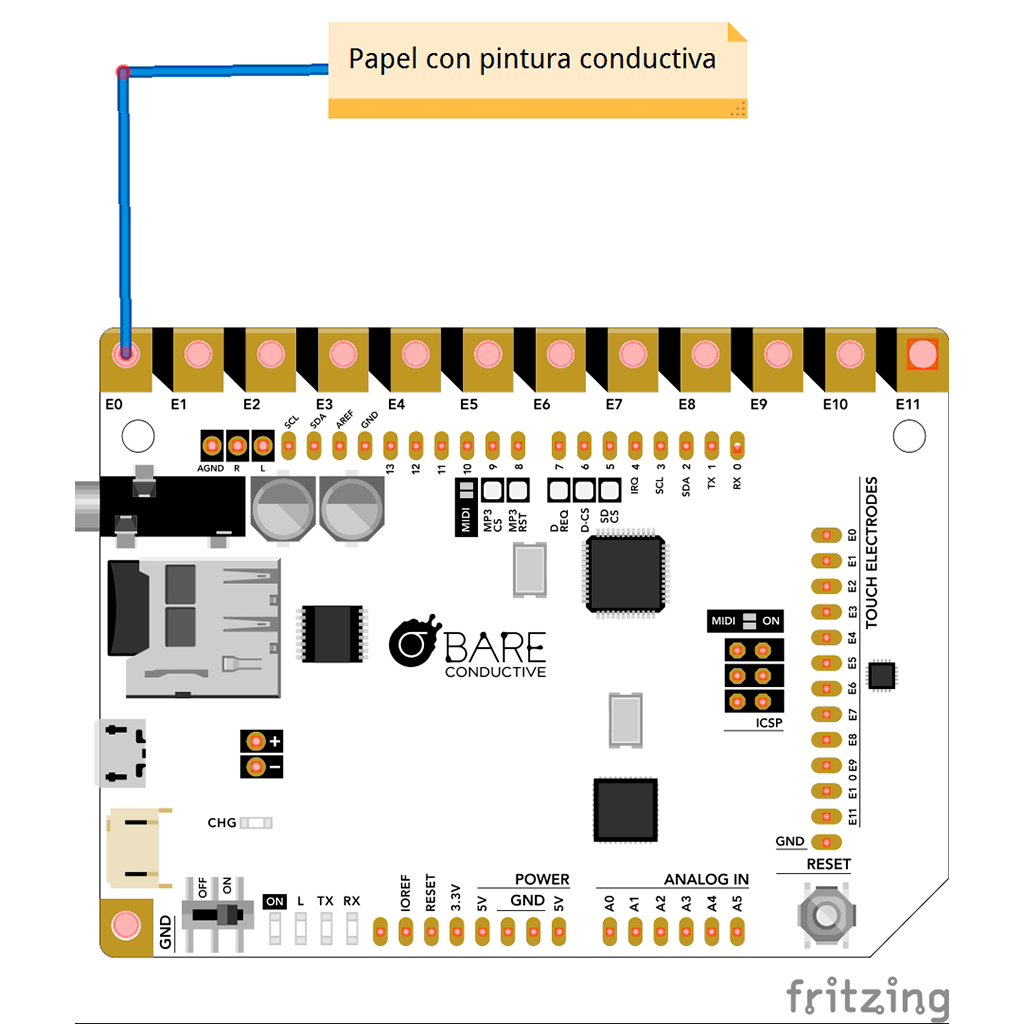 Papel con pintura conductiva
E0 E1 E2 E3 E4 E5 E6 E7 E8 E9 E10 E11
SCL SDA AREF GND
AGND R L 13 12 11 10 9 8 7 6 5 IRQ 4 SCL 3 SDA 2 TX 1 RX 0
MIDI
MP3 CS
MP3 RST
D REQ
D-CS
SD CS
TOUCH ELECTRODES
E0
E1
E2
E3
E4
E5
E6
E7
E8
E9
E1 0
E11
GND
MIDI ON
ICSP
BARE
CONDUCTIVE
+
−
CHG
RESET
OFF ON
GND
ON L TX RX
POWER
GND
IOREF RESET 3.3V 5V 5V
ANALOG IN
A0 A1 A2 A3 A4 A5
fritzing